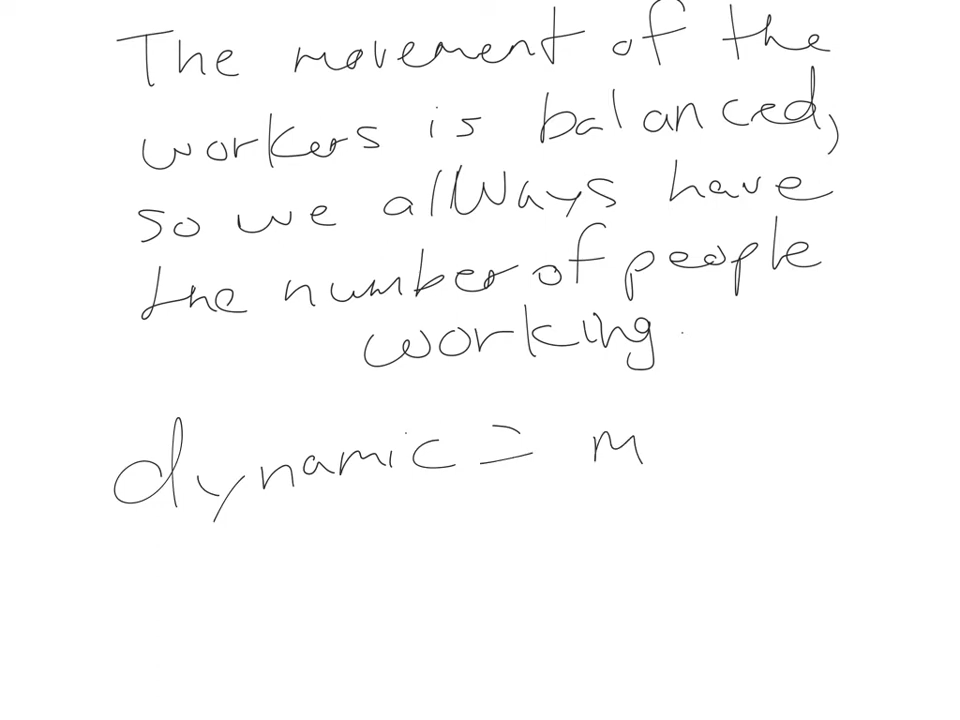 The movement of the
workers is balanced,
so we allways have
the number of people
working.
dynamic = m